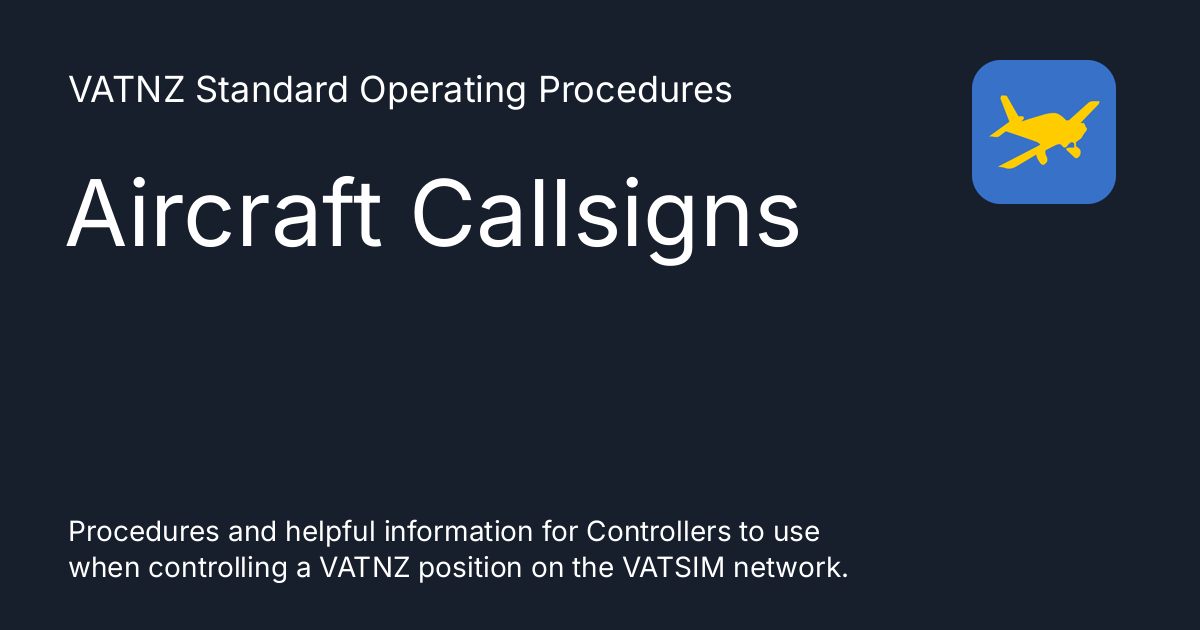 VATNZ Standard Operating Procedures
Aircraft Callsigns
Procedures and helpful information for Controllers to use
when controlling a VATNZ position on the VATSIM network.